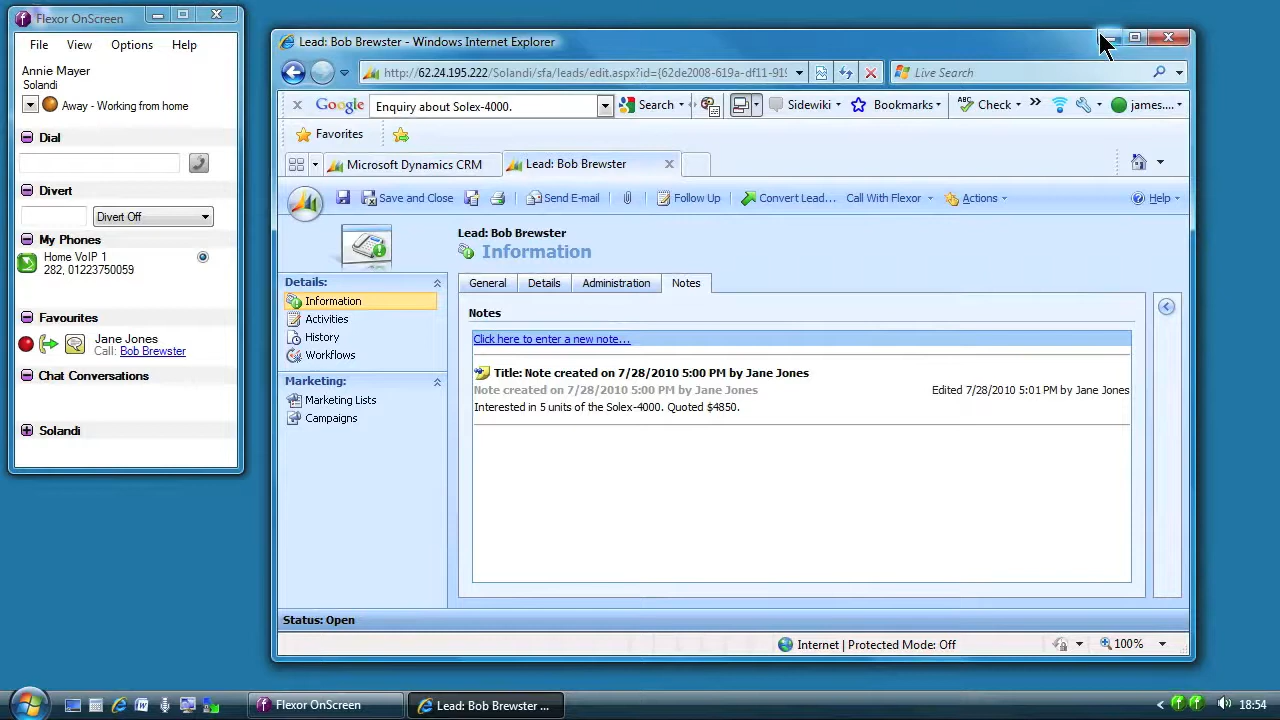 Flexor OnScreen
File View Options Help
Annie Mayer
Solandi
Away - Working from home
Dial
Divert
Divert Off
My Phones
Home VoIP 1
282, 01223750059
Favourites
Jane Jones
Call: Bob Brewster
Chat Conversations
Solandi
Lead: Bob Brewster - Windows Internet Explorer
http://62.24.195.222/Solandi/sfa/leads/edit.aspx?id={62de2008-619a-df11-91
Live Search
Google Enquiry about Solex-4000. Search Sidewiki Bookmarks Check james....
Favorites
Microsoft Dynamics CRM Lead: Bob Brewster
Save and Close Send E-mail Follow Up Convert Lead... Call With Flexor Actions Help
Lead: Bob Brewster
Information
Details:
Information
Activities
History
Workflows
Marketing:
Marketing Lists
Campaigns
General Details Administration Notes
Notes
Click here to enter a new note...
Title: Note created on 7/28/2010 5:00 PM by Jane Jones
Note created on 7/28/2010 5:00 PM by Jane Jones Edited 7/28/2010 5:01 PM by Jane Jones
Interested in 5 units of the Solex-4000. Quoted $4850.
Status: Open
Internet | Protected Mode: Off 100%
Flexor OnScreen Lead: Bob Brewster ... 18:54